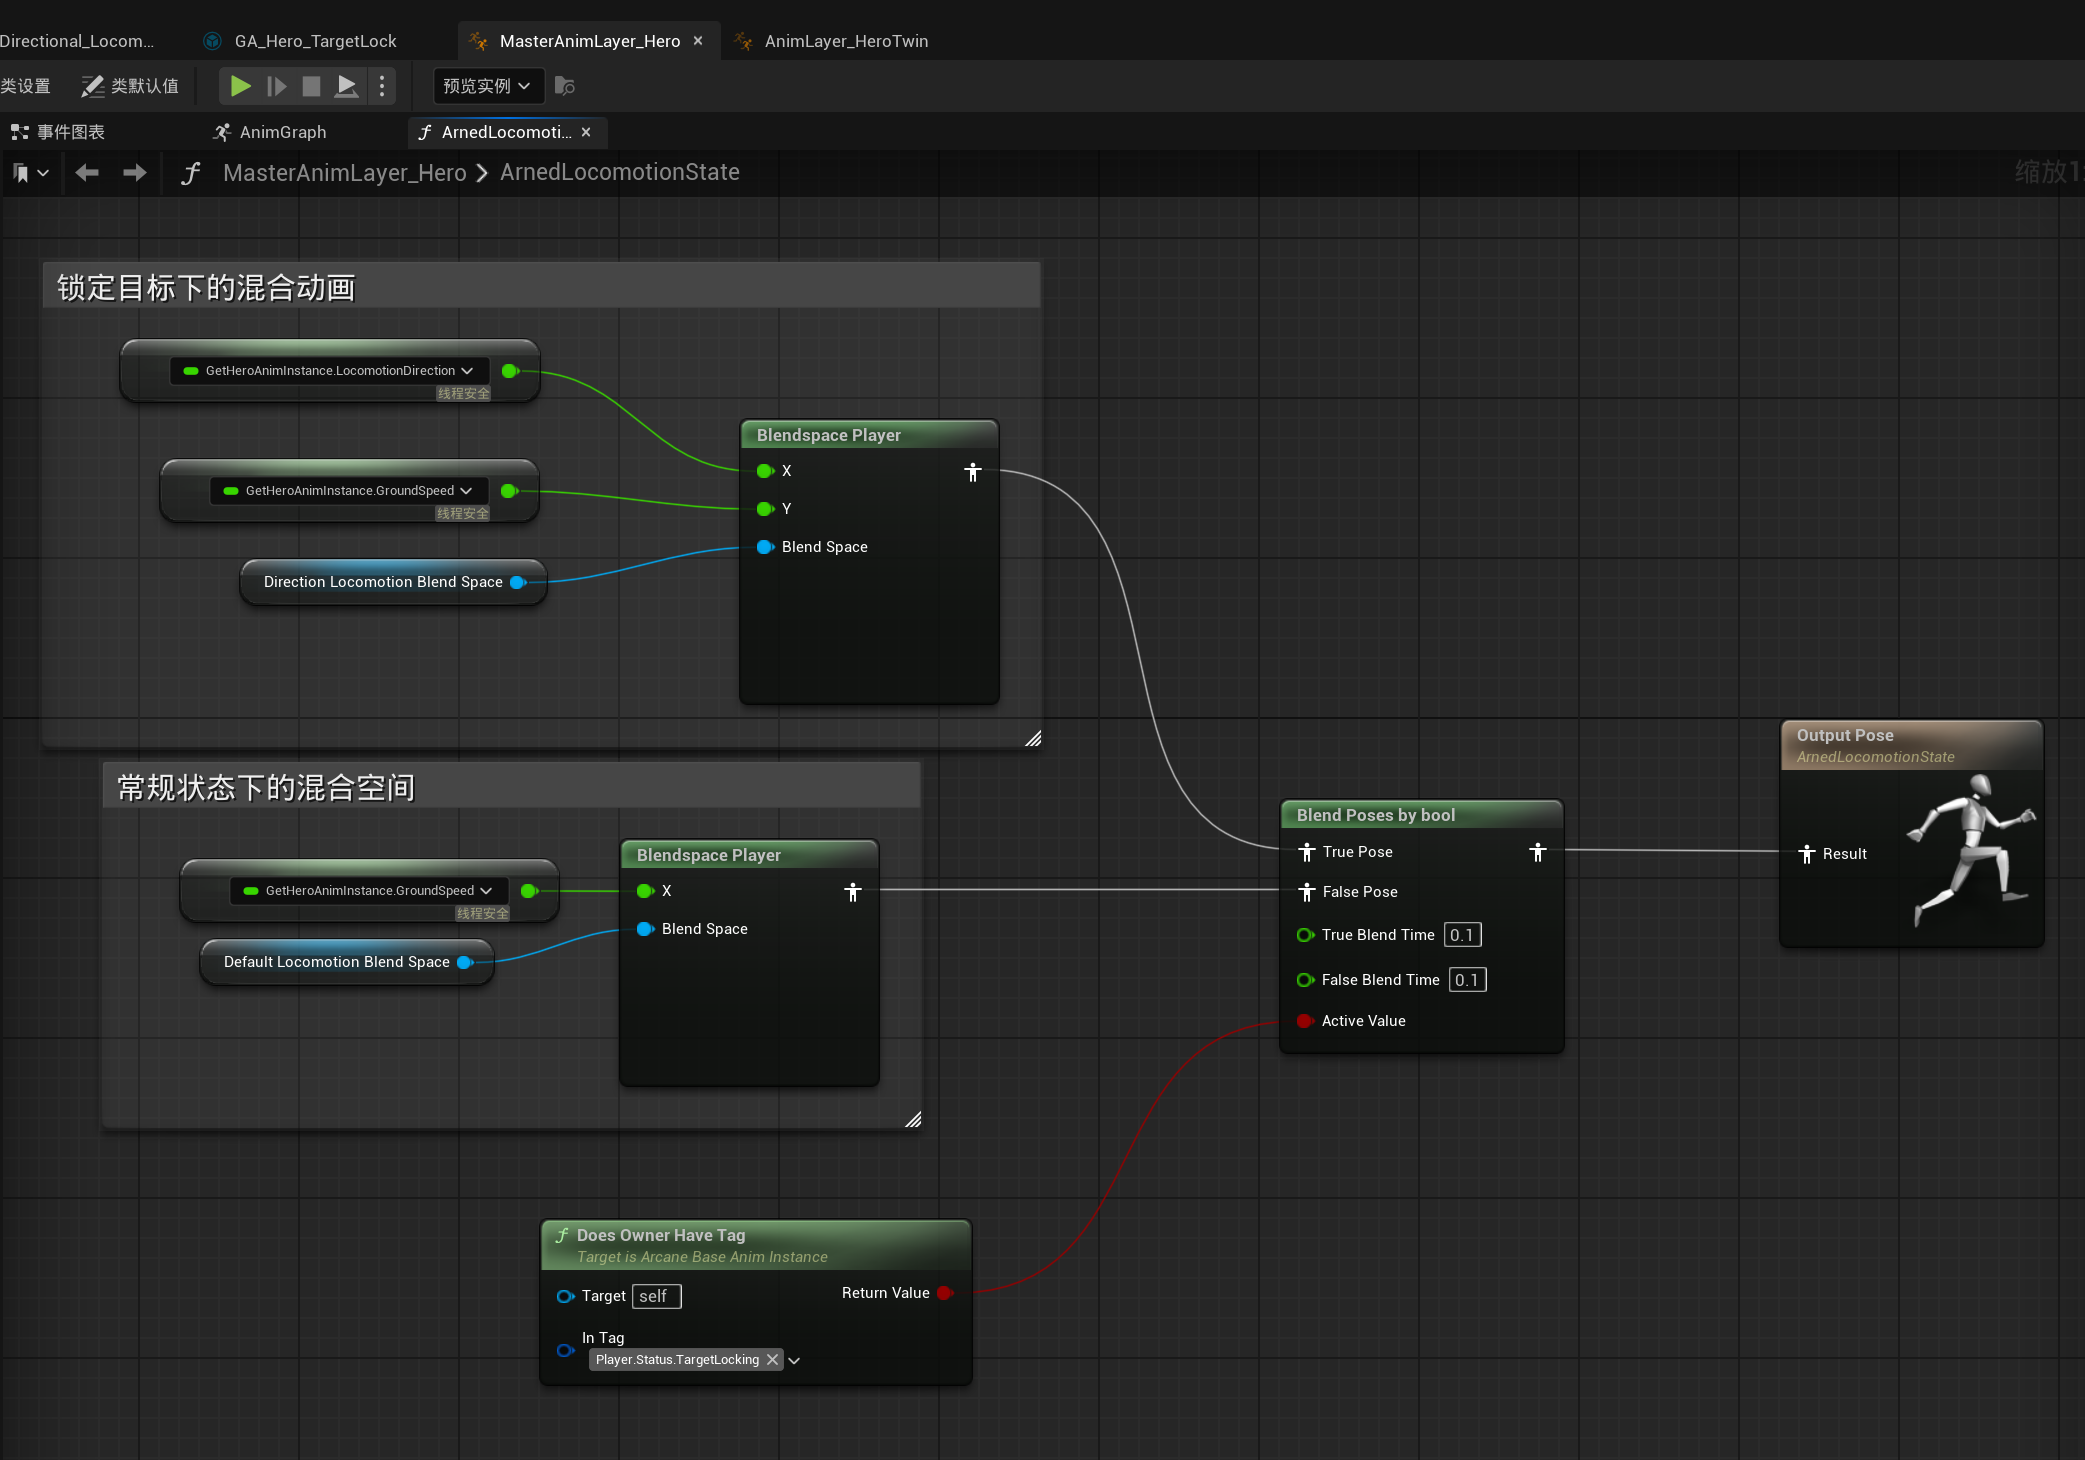 Directional_Locom...
GA_Hero_TargetLock
MasterAnimLayer_Hero
AnimLayer_HeroTwin
类设置
类默认值
预览实例
事件图表
AnimGraph
ArnedLocomoti...
MasterAnimLayer_Hero > ArnedLocomotionState
缩放1:
锁定目标下的混合动画
GetHeroAnimInstance.LocomotionDirection
线程安全
GetHeroAnimInstance.GroundSpeed
线程安全
Direction Locomotion Blend Space
Blendspace Player
X
Y
Blend Space
常规状态下的混合空间
GetHeroAnimInstance.GroundSpeed
线程安全
Default Locomotion Blend Space
Blendspace Player
X
Blend Space
Blend Poses by bool
True Pose
False Pose
True Blend Time 0.1
False Blend Time 0.1
Active Value
Output Pose
ArnedLocomotionState
Result
Does Owner Have Tag
Target is Arcane Base Anim Instance
Target self
Return Value
In Tag
Player.Status.TargetLocking